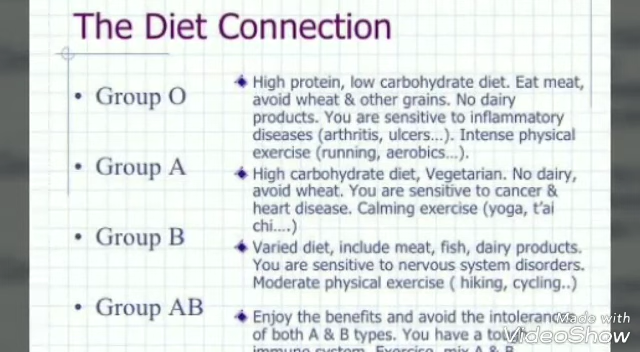 The Diet Connection
• Group O
High protein, low carbohydrate diet. Eat meat,
avoid wheat & other grains. No dairy
products. You are sensitive to inflammatory
diseases (arthritis, ulcers...). Intense physical
exercise (running, aerobics...).
• Group A
High carbohydrate diet, Vegetarian. No dairy,
avoid wheat. You are sensitive to cancer &
heart disease. Calming exercise (yoga, t'ai
chi....)
• Group B
Varied diet, include meat, fish, dairy products.
You are sensitive to nervous system disorders.
Moderate physical exercise ( hiking, cycling..)
• Group AB
Enjoy the benefits and avoid the
of both A & B types. You have a
immune system. Exercise, mix A & B
Made with
VideoShow